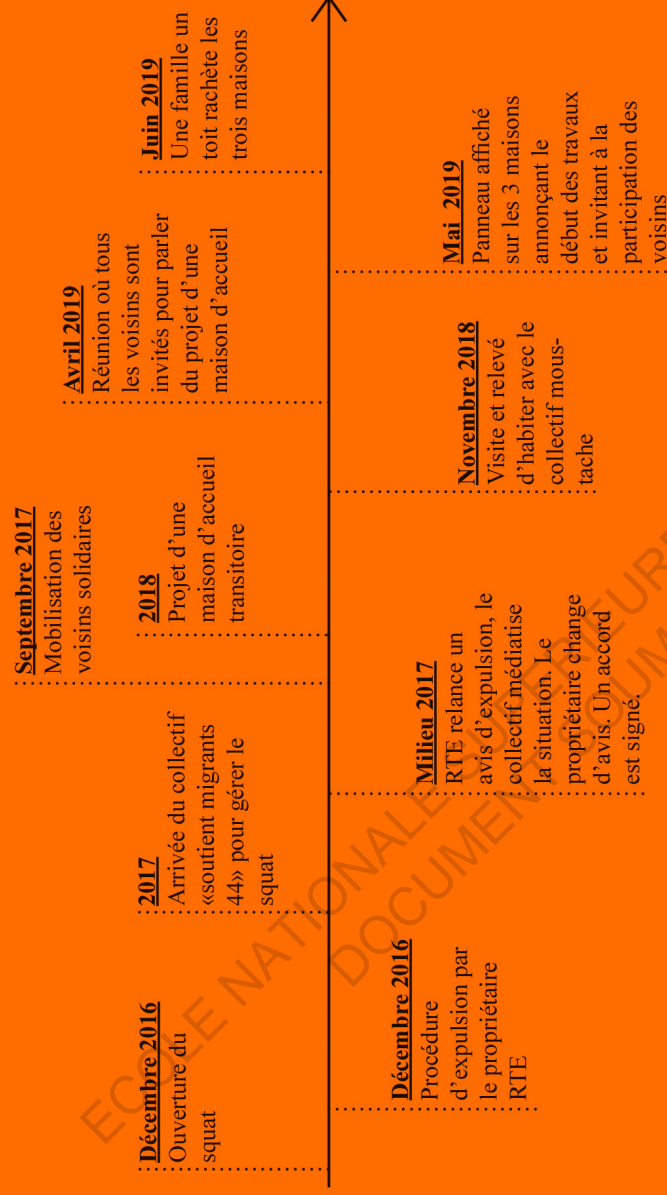 Décembre 2016
Ouverture du
squat
Décembre 2016
Procédure
d'expulsion par
le propriétaire
RTE
2017
Arrivée du collectif
«soutient migrants
44» pour gérer le
squat
Milieu 2017
RTE relance un
avis d'expulsion, le
collectif médiatise
la situation. Le
propriétaire change
d'avis. Un accord
est signé.
Septembre 2017
Mobilisation des
voisins solidaires
2018
Projet d'une
maison d'accueil
transitoire
Novembre 2018
Visite et relevé
d'habiter avec le
collectif mous-
tache
Avril 2019
Réunion où tous
les voisins sont
invités pour parler
du projet d'une
maison d'accueil
Mai 2019
Panneau affiché
sur les 3 maisons
annonçant le
début des travaux
et invitant à la
participation des
voisins
Juin 2019
Une famille un
toit rachète les
trois maisons
ECOLE NATIONALE
DOCUMENT